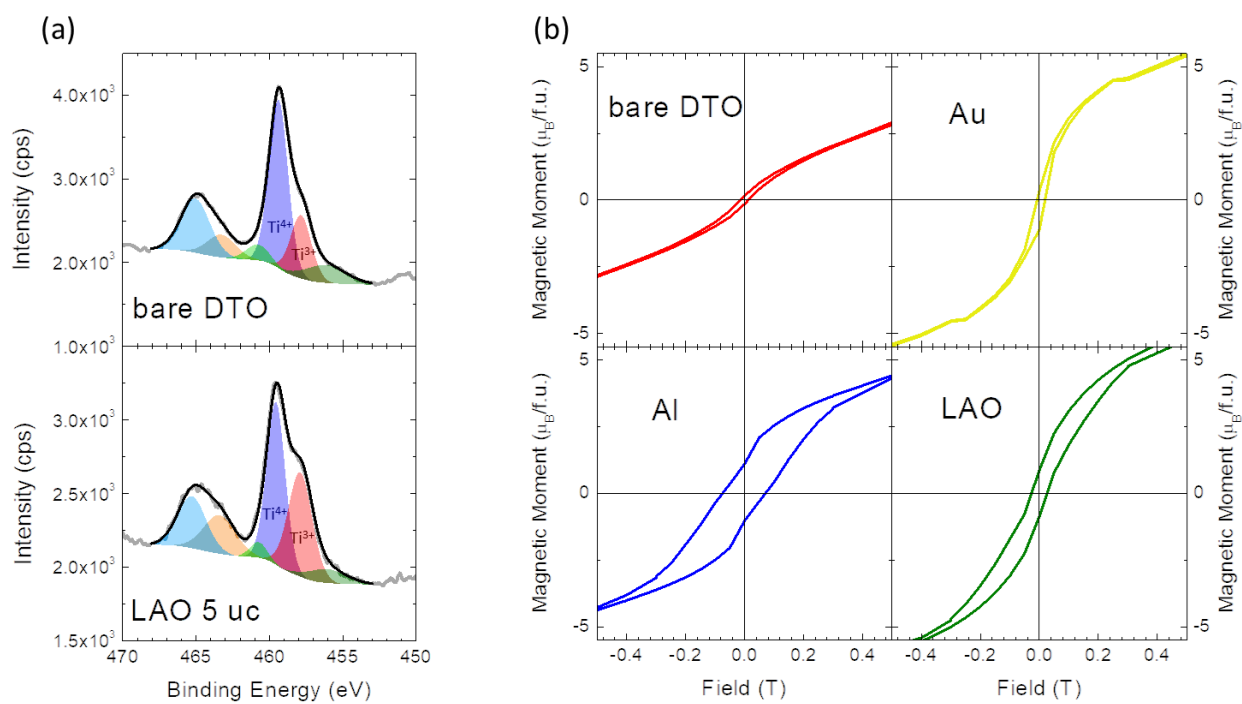 (a)
4.0x10³
3.0x10³
2.0x10³
1.0x10³
Intensity (cps)
Ti⁴⁺
Ti³⁺
bare DTO
3.0x10³
2.5x10³
2.0x10³
1.5x10³
Intensity (cps)
Ti⁴⁺
Ti³⁺
LAO 5 uc
470 465 460 455 450
Binding Energy (eV)
(b)
5
0
-5
bare DTO
Magnetic Moment (μB/f.u.)
Au
5
0
-5
Magnetic Moment (μB/f.u.)
5
0
-5
Al
Magnetic Moment (μB/f.u.)
LAO
5
0
-5
Magnetic Moment (μB/f.u.)
-0.4 -0.2 0.0 0.2 0.4
Field (T)
-0.4 -0.2 0.0 0.2 0.4
Field (T)